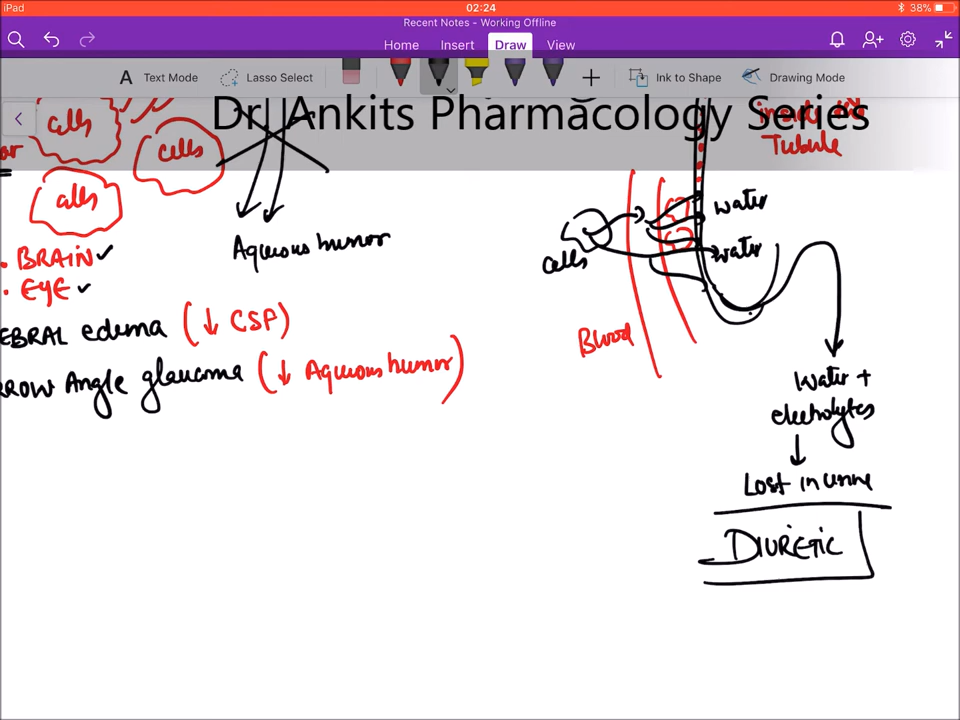 iPad
02:24
38%
Recent Notes - Working Offline
Home
Insert
Draw
View
Text Mode
Lasso Select
Ink to Shape
Drawing Mode
Dr. Ankits Pharmacology Series
cells
cells
cells
inside
Tubule
Aqueous humor
• BRAIN ✓
• EYE ✓
EBRAL edema (↓ CSF)
RROW Angle glaucoma (↓ Aqueous humor)
water
water
cells
Blood
Water +
electrolytes
↓
Lost in urine
DIURETIC